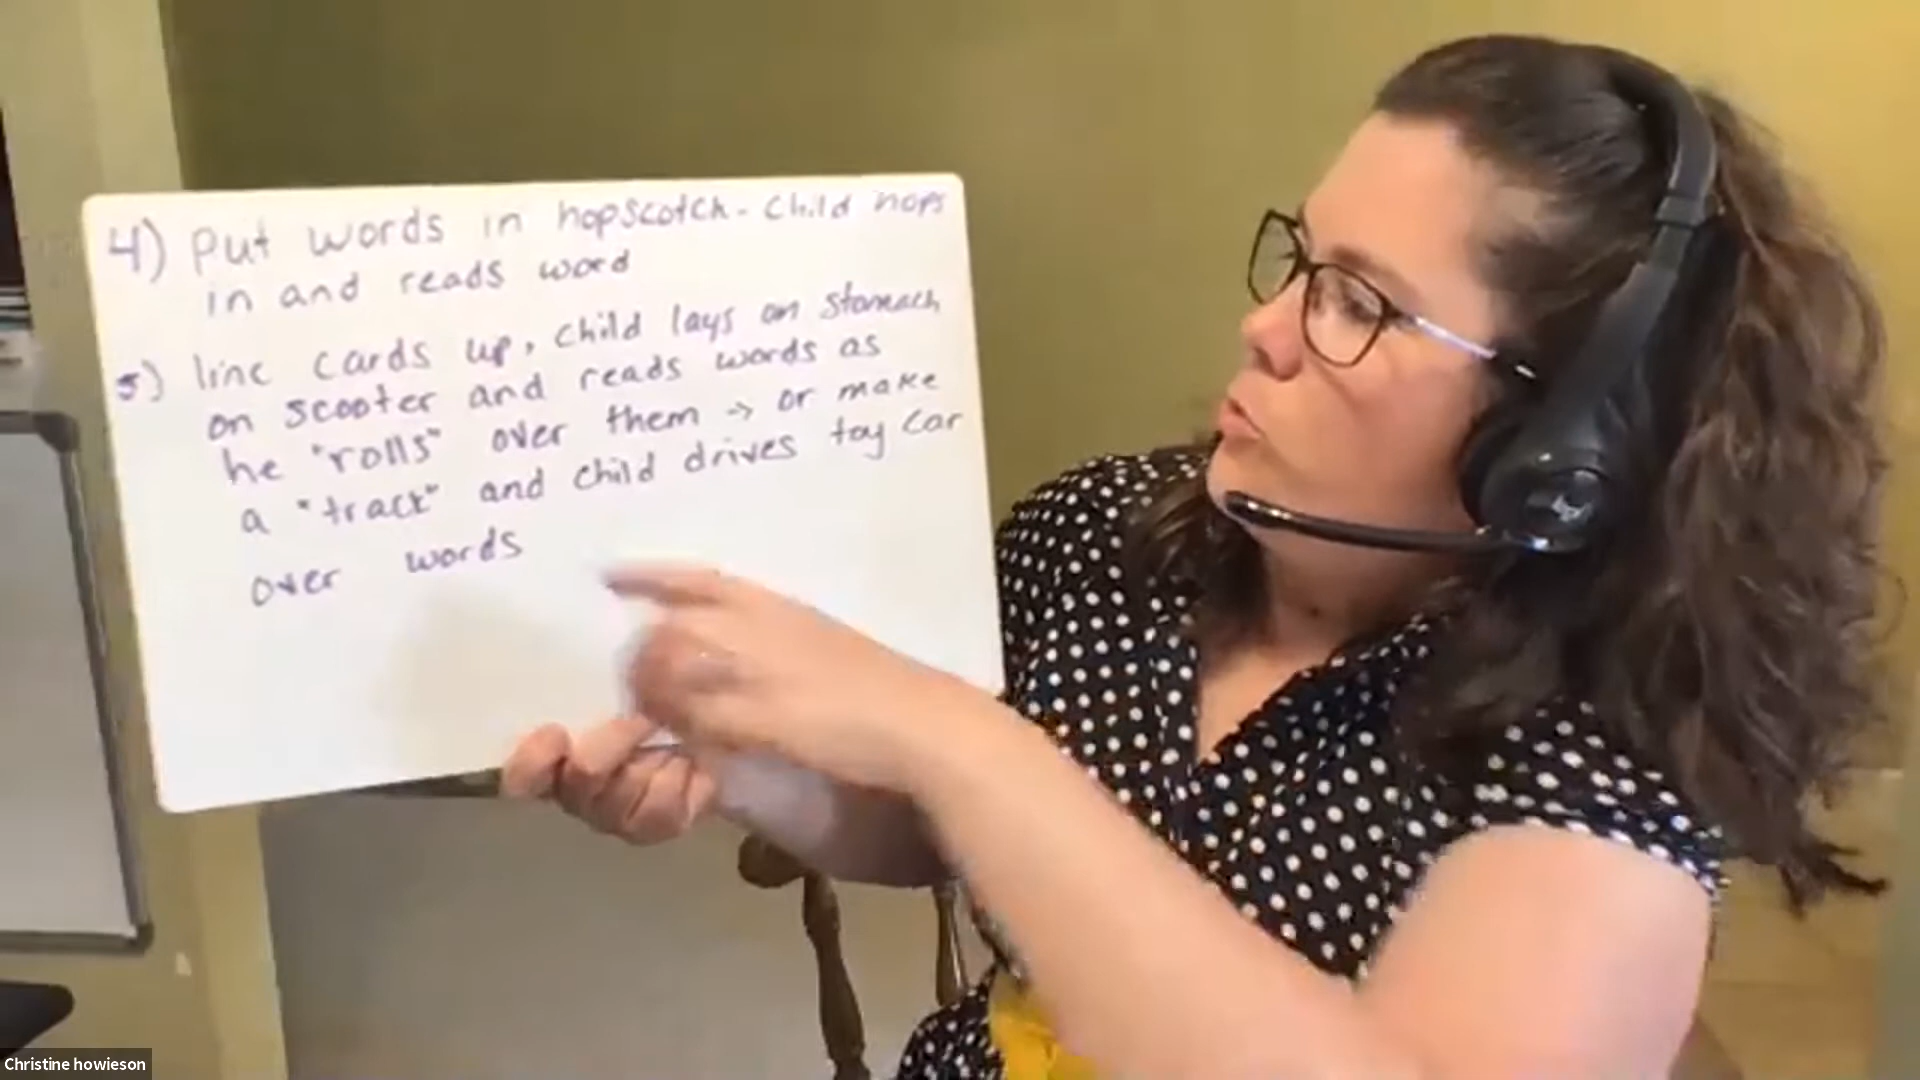 4) Put words in hopscotch - child hops
in and reads word
5) line cards up, child lays on stomach
on scooter and reads words as
he "rolls" over them → or make
a "track" and child drives toy car
over words
Christine howieson